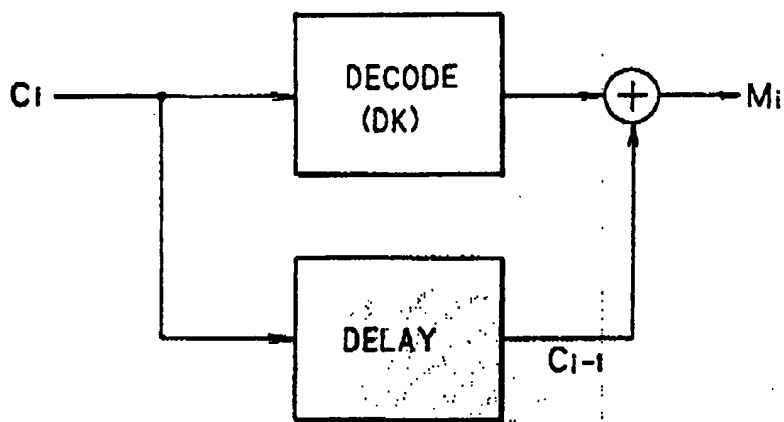 Ci
DECODE
(DK)
+
Mi
DELAY
Ci-1